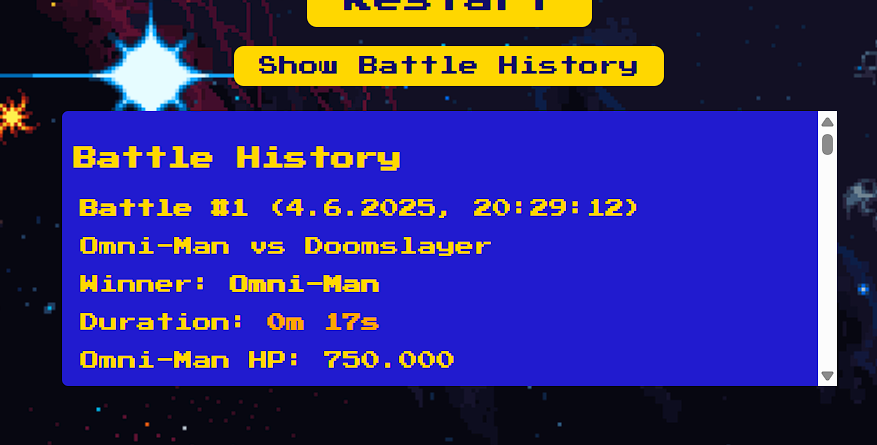 Restart
Show Battle History
Battle History
Battle #1 (4.6.2025, 20:29:12)
Omni-Man vs Doomslayer
Winner: Omni-Man
Duration: 0m 17s
Omni-Man HP: 750.000